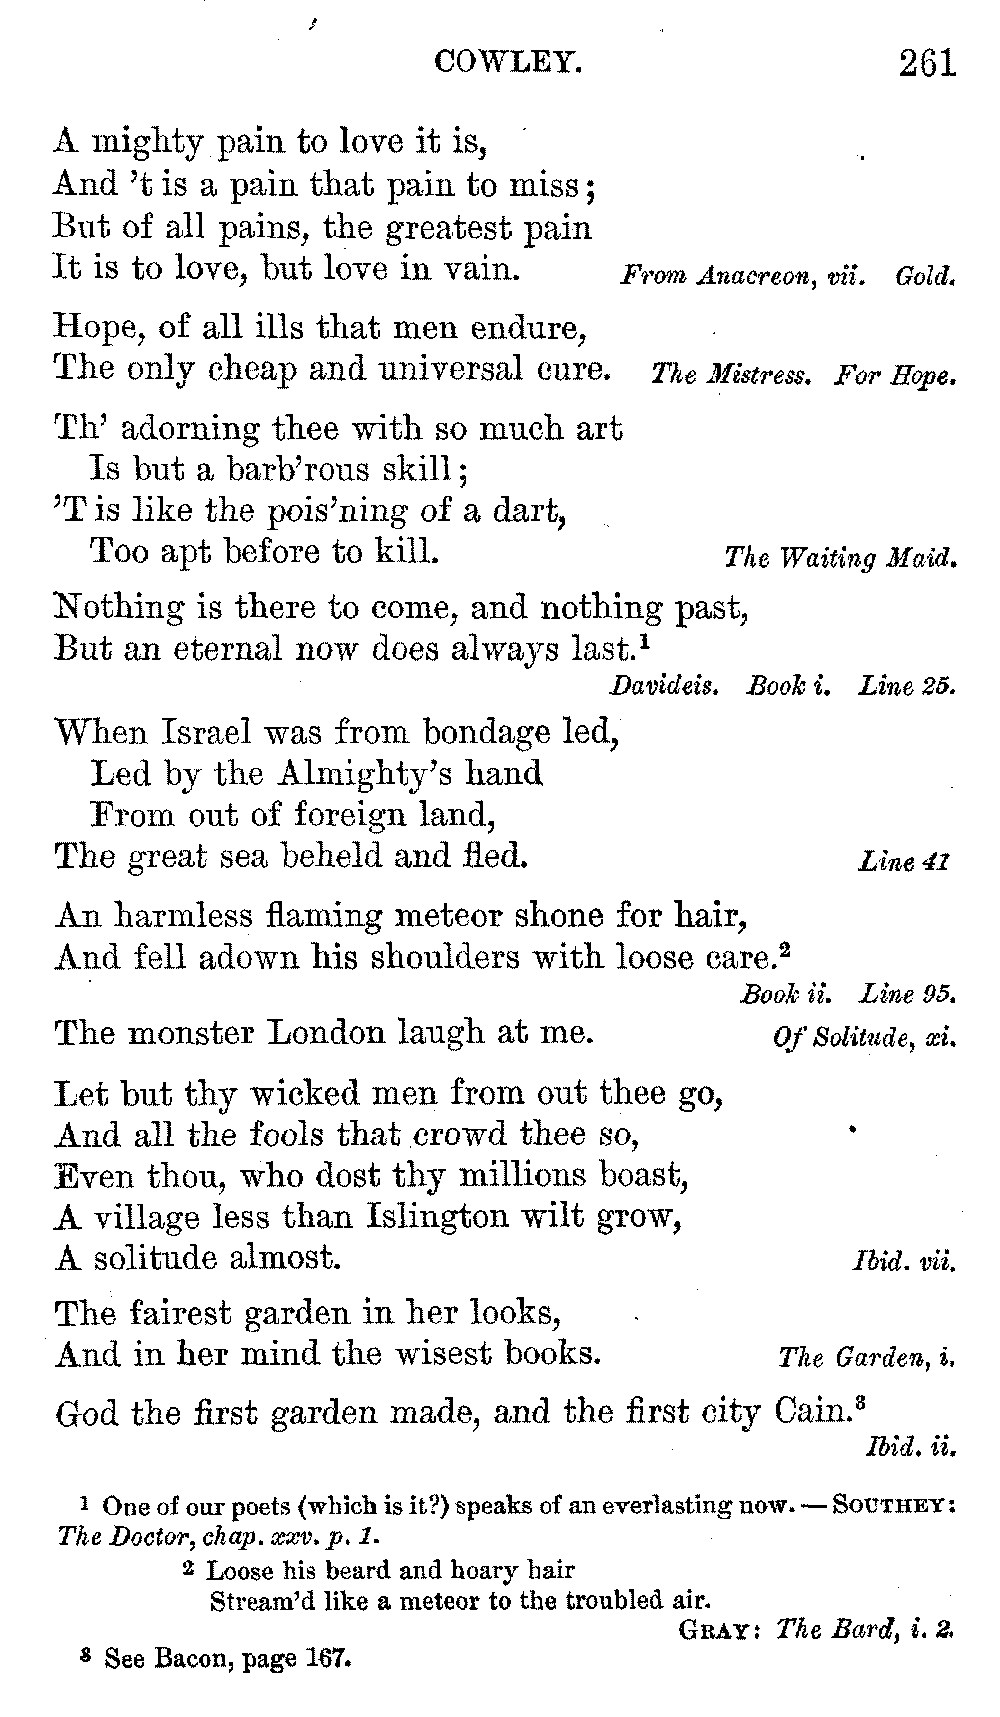 COWLEY. 261
A mighty pain to love it is,
And 't is a pain that pain to miss;
But of all pains, the greatest pain
It is to love, but love in vain. From Anacreon, vii. Gold.
Hope, of all ills that men endure,
The only cheap and universal cure. The Mistress. For Hope.
Th' adorning thee with so much art
Is but a barb'rous skill;
'T is like the pois'ning of a dart,
Too apt before to kill. The Waiting Maid.
Nothing is there to come, and nothing past,
But an eternal now does always last.¹
Davideis. Book i. Line 25.
When Israel was from bondage led,
Led by the Almighty's hand
From out of foreign land,
The great sea beheld and fled. Line 41
An harmless flaming meteor shone for hair,
And fell adown his shoulders with loose care.²
Book ii. Line 95.
The monster London laugh at me. Of Solitude, xi.
Let but thy wicked men from out thee go,
And all the fools that crowd thee so,
Even thou, who dost thy millions boast,
A village less than Islington wilt grow,
A solitude almost. Ibid. vii.
The fairest garden in her looks,
And in her mind the wisest books. The Garden, i.
God the first garden made, and the first city Cain.³
Ibid. ii.
¹ One of our poets (which is it?) speaks of an everlasting now. — SOUTHEY:
The Doctor, chap. xxv. p. 1.
² Loose his beard and hoary hair
Stream'd like a meteor to the troubled air.
GRAY: The Bard, i. 2.
³ See Bacon, page 167.